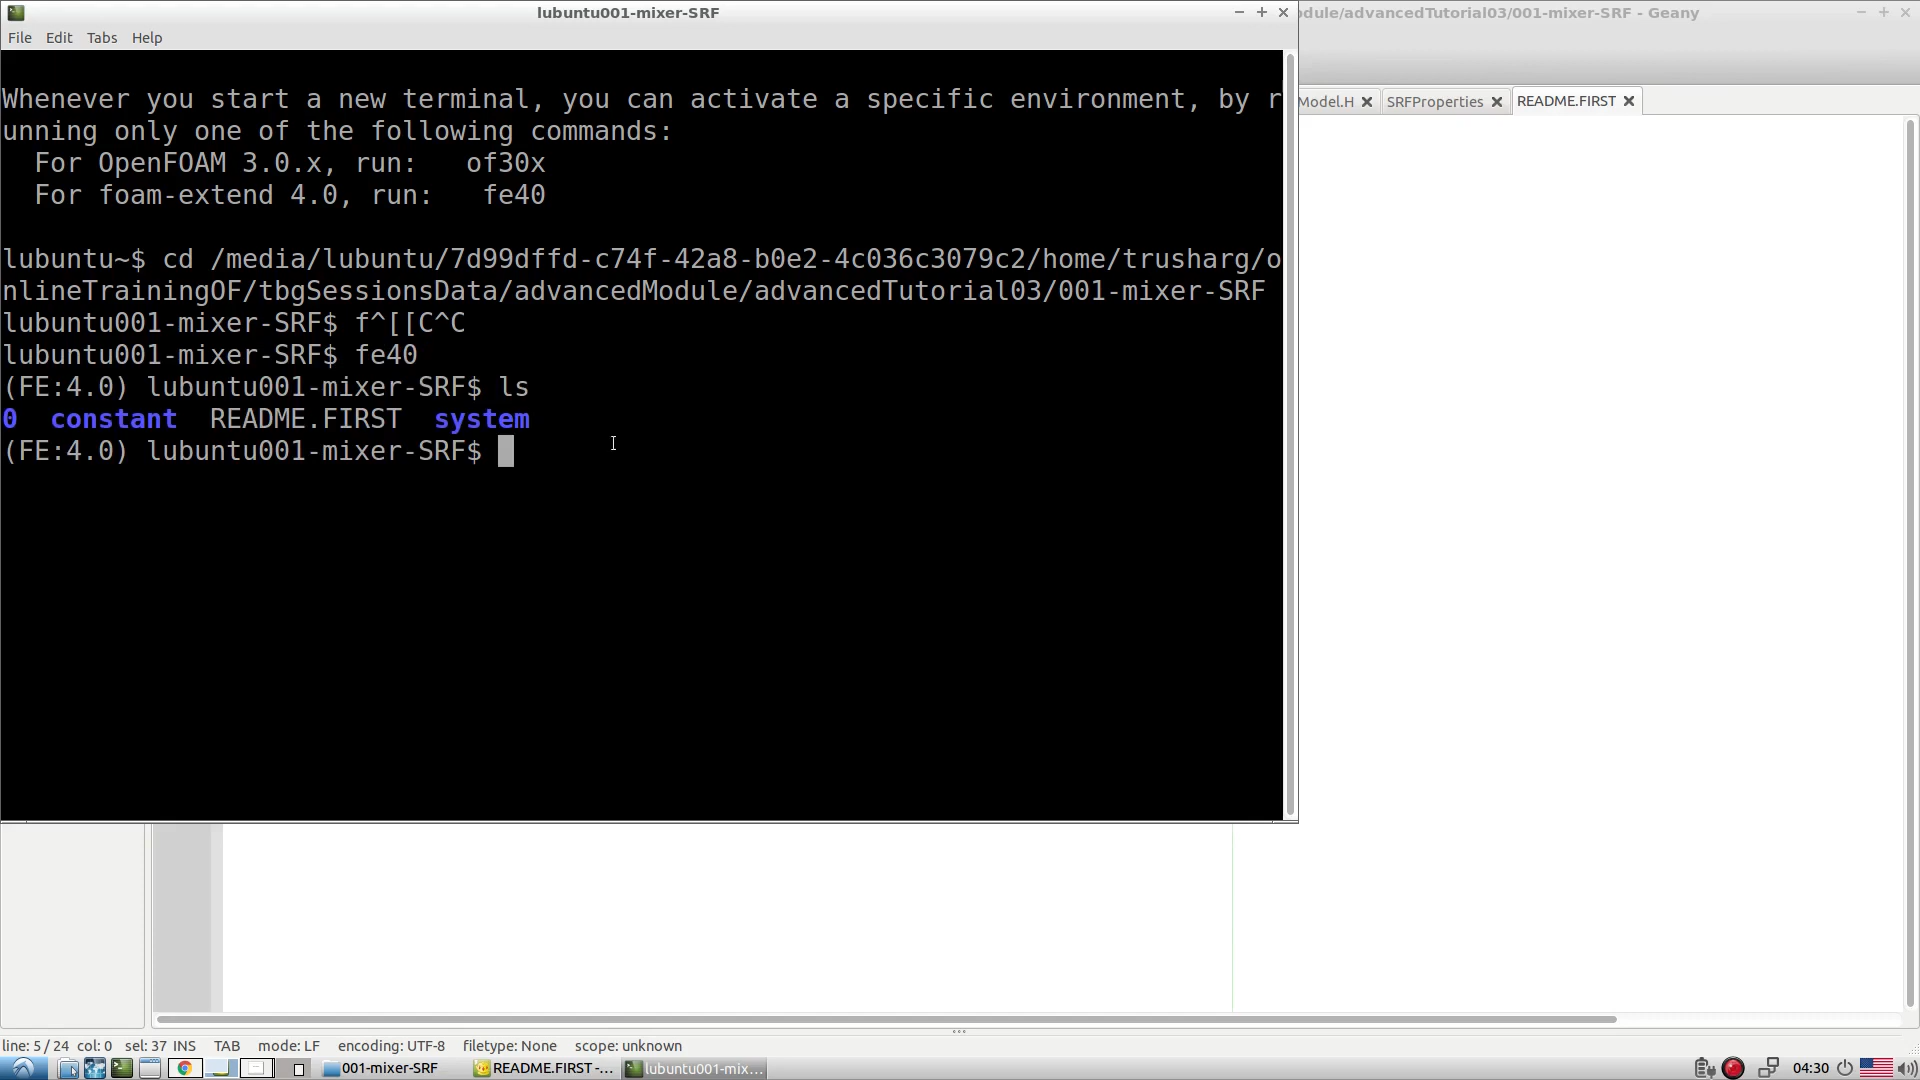 lubuntu001-mixer-SRF
dule/advancedTutorial03/001-mixer-SRF - Geany
File Edit Tabs Help
Model.H SRFProperties README.FIRST
Whenever you start a new terminal, you can activate a specific environment, by r
unning only one of the following commands:
For OpenFOAM 3.0.x, run: of30x
For foam-extend 4.0, run: fe40
lubuntu~$ cd /media/lubuntu/7d99dffd-c74f-42a8-b0e2-4c036c3079c2/home/trusharg/o
nlineTrainingOF/tbgSessionsData/advancedModule/advancedTutorial03/001-mixer-SRF
lubuntu001-mixer-SRF$ f^[[C^C
lubuntu001-mixer-SRF$ fe40
(FE:4.0) lubuntu001-mixer-SRF$ ls
0 constant README.FIRST system
(FE:4.0) lubuntu001-mixer-SRF$
line: 5 / 24 col: 0 sel: 37 INS TAB mode: LF encoding: UTF-8 filetype: None scope: unknown
001-mixer-SRF README.FIRST -... lubuntu001-mix... 04:30